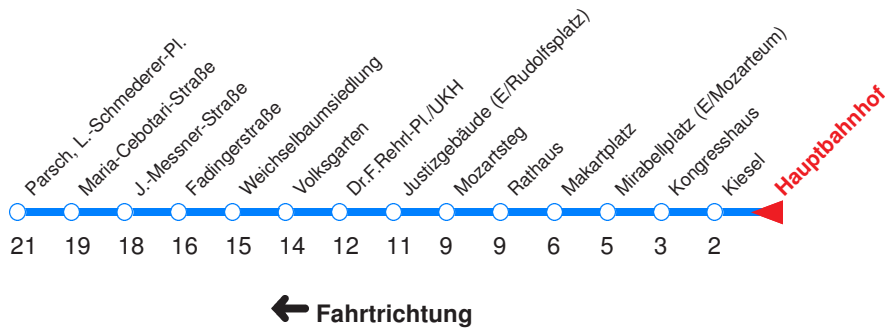 Parsch, L.-Schmederer-Pl.
Maria-Cebotari-Straße
J.-Messner-Straße
Fadingerstraße
Weichselbaumsiedlung
Volksgarten
Dr.F.Rehrl-Pl./UKH
Justizgebäude (E/Rudolfsplatz)
Mozartsteg
Rathaus
Makartplatz
Mirabellplatz (E/Mozarteum)
Kongresshaus
Kiesel
Hauptbahnhof
21 19 18 16 15 14 12 11 9 9 6 5 3 2
Fahrtrichtung